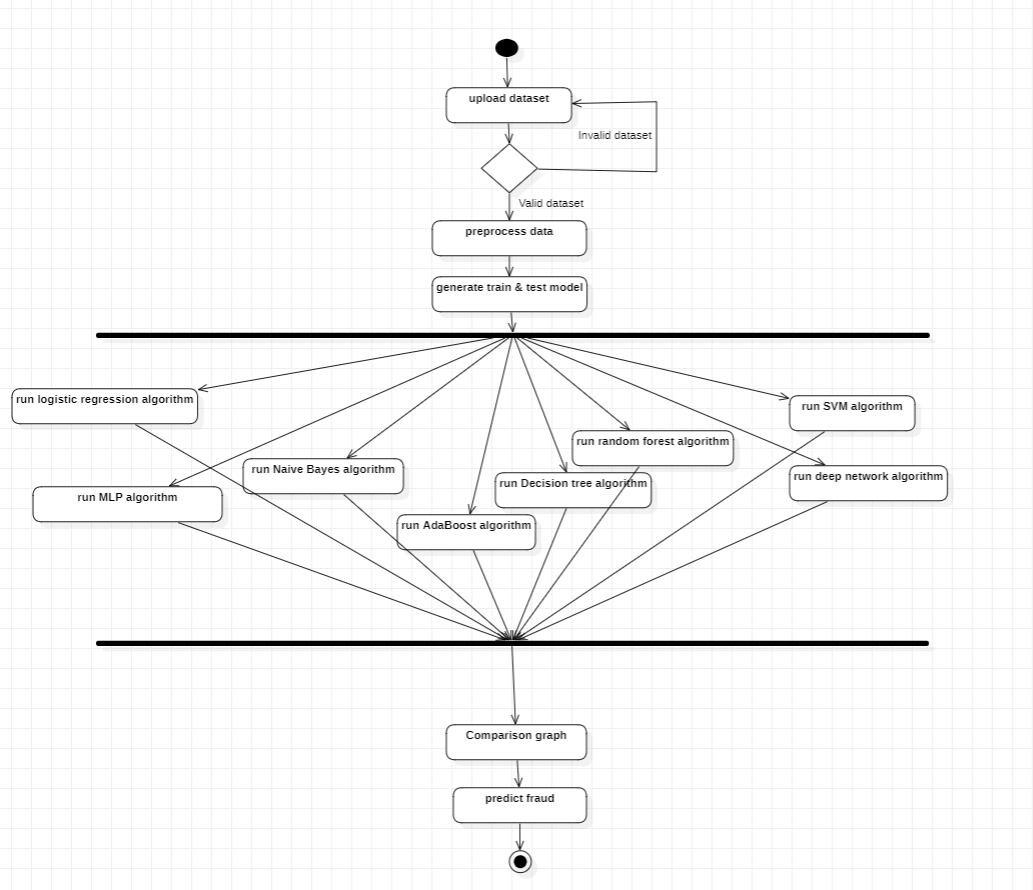 upload dataset
Invalid dataset
Valid dataset
preprocess data
generate train & test model
run logistic regression algorithm
run SVM algorithm
run random forest algorithm
run Naive Bayes algorithm
run deep network algorithm
run Decision tree algorithm
run MLP algorithm
run AdaBoost algorithm
Comparison graph
predict fraud